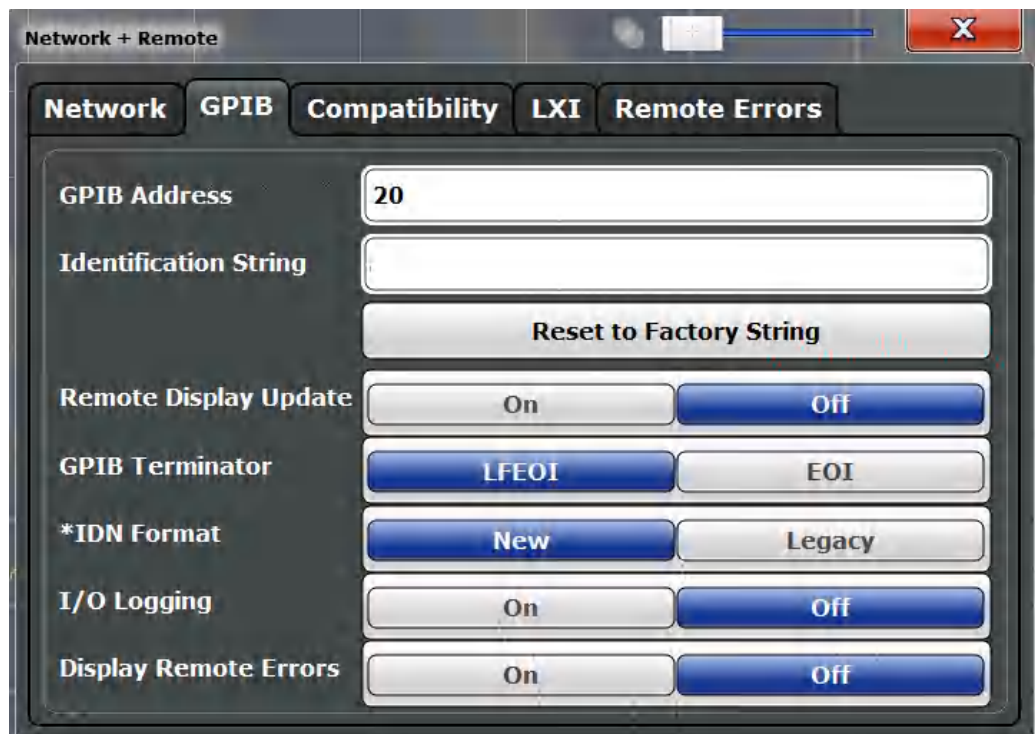 Network + Remote
X
Network GPIB Compatibility LXI Remote Errors
GPIB Address 20
Identification String
Reset to Factory String
Remote Display Update On Off
GPIB Terminator LFEOI EOI
*IDN Format New Legacy
I/O Logging On Off
Display Remote Errors On Off